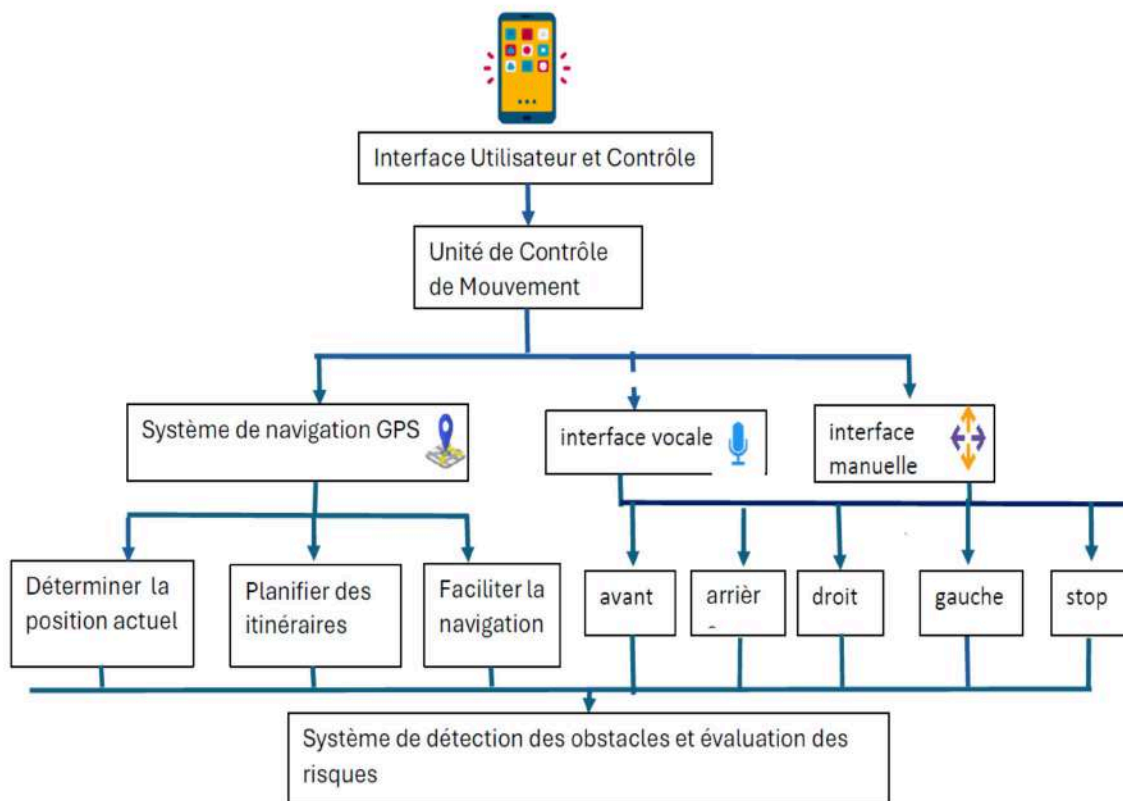 Interface Utilisateur et Contrôle
Unité de Contrôle
de Mouvement
Système de navigation GPS
interface vocale
interface
manuelle
Déterminer la
position actuel
Planifier des
itinéraires
Faciliter la
navigation
avant
arrièr
droit
gauche
stop
Système de détection des obstacles et évaluation des
risques